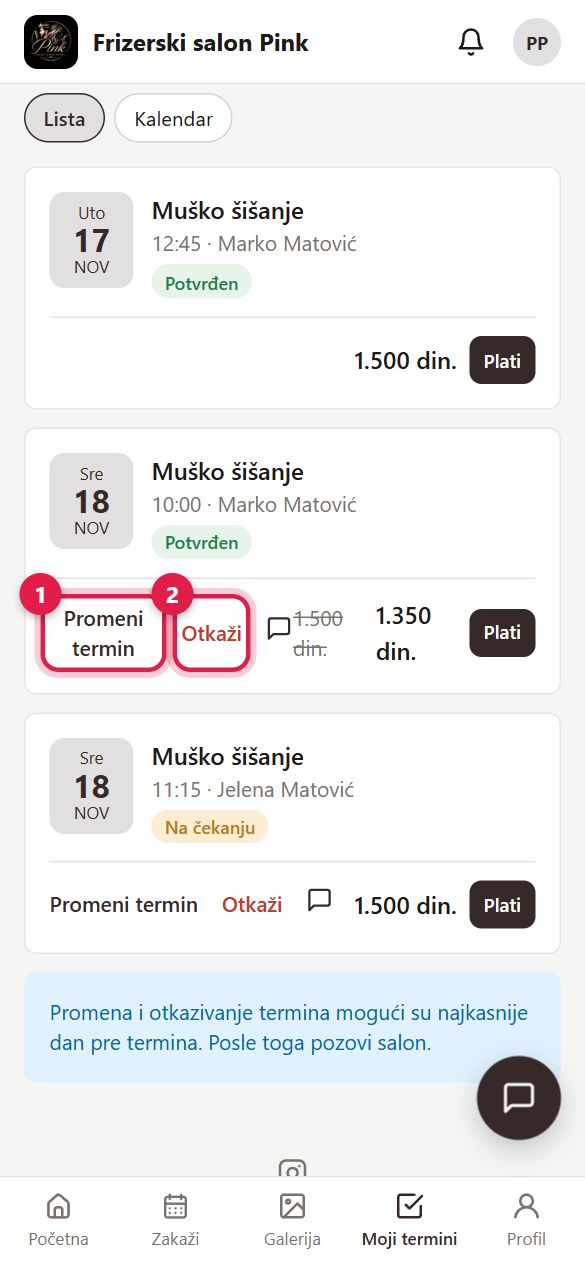 Pink
Frizerski salon Pink
PP
Lista
Kalendar
Uto
17
NOV
Muško šišanje
12:45 · Marko Matović
Potvrđen
1.500 din.
Plati
Sre
18
NOV
Muško šišanje
10:00 · Marko Matović
Potvrđen
1
Promeni
termin
2
Otkaži
1.500
din.
1.350
din.
Plati
Sre
18
NOV
Muško šišanje
11:15 · Jelena Matović
Na čekanju
Promeni termin
Otkaži
1.500 din.
Plati
Promena i otkazivanje termina mogući su najkasnije
dan pre termina. Posle toga pozovi salon.
Početna
Zakaži
Galerija
Moji termini
Profil